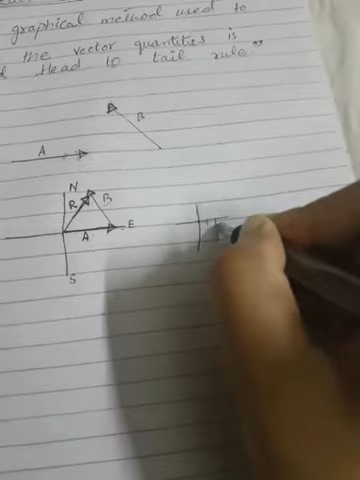 graphical method used to
the vector quantities is
Head to tail rule"
B
A
N
R
B
A
E
S